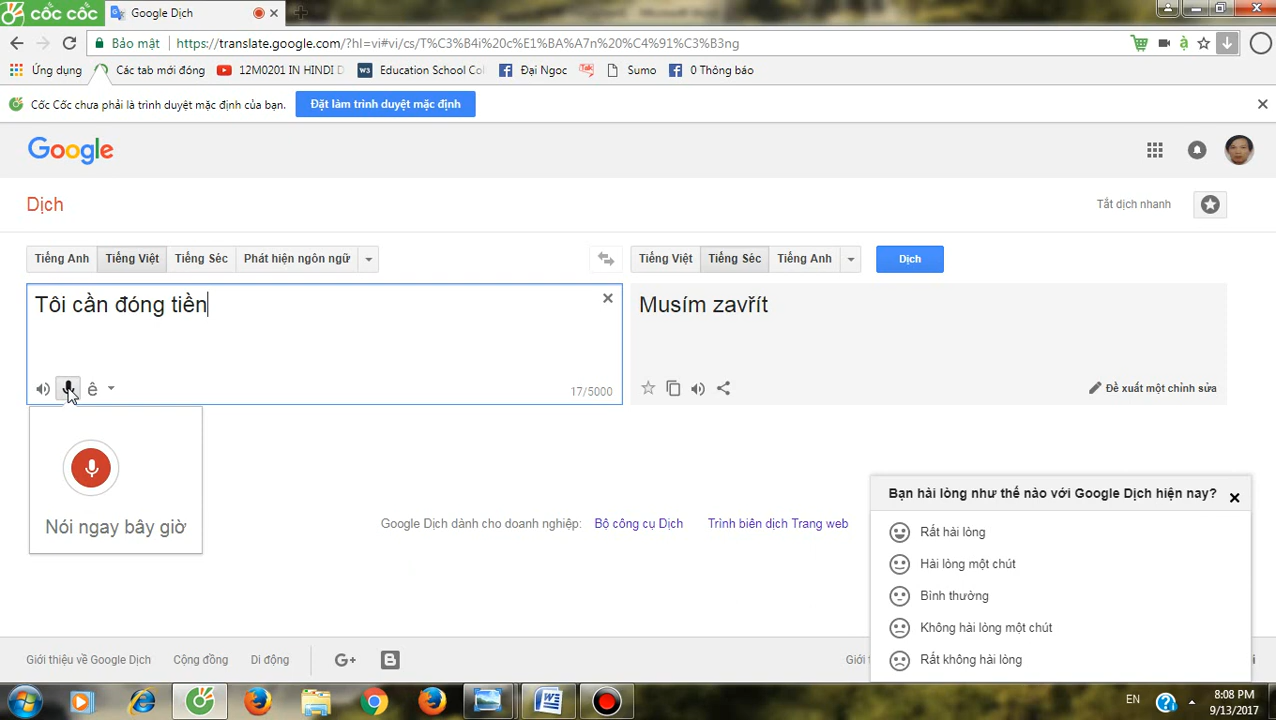 cốc cốc
Google Dịch
Bảo mật
https://translate.google.com/?hl=vi#vi/cs/T%C3%B4i%20c%E1%BA%A7n%20%C4%91%C3%B3ng
Ứng dụng
Các tab mới đóng
12M0201 IN HINDI D
Education School Col
Đại Ngọc
Sumo
0 Thông báo
Cốc Cốc chưa phải là trình duyệt mặc định của bạn.
Đặt làm trình duyệt mặc định
Google
Dịch
Tắt dịch nhanh
Tiếng Anh
Tiếng Việt
Tiếng Séc
Phát hiện ngôn ngữ
Tiếng Việt
Tiếng Séc
Tiếng Anh
Dịch
Tôi cần đóng tiền
Musím zavřít
ê
17/5000
Đề xuất một chỉnh sửa
Nói ngay bây giờ
Google Dịch dành cho doanh nghiệp:
Bộ công cụ Dịch
Trình biên dịch Trang web
Bạn hài lòng như thế nào với Google Dịch hiện nay?
Rất hài lòng
Hài lòng một chút
Bình thường
Không hài lòng một chút
Rất không hài lòng
Giới thiệu về Google Dịch
Cộng đồng
Di động
G+
EN
8:08 PM
9/13/2017